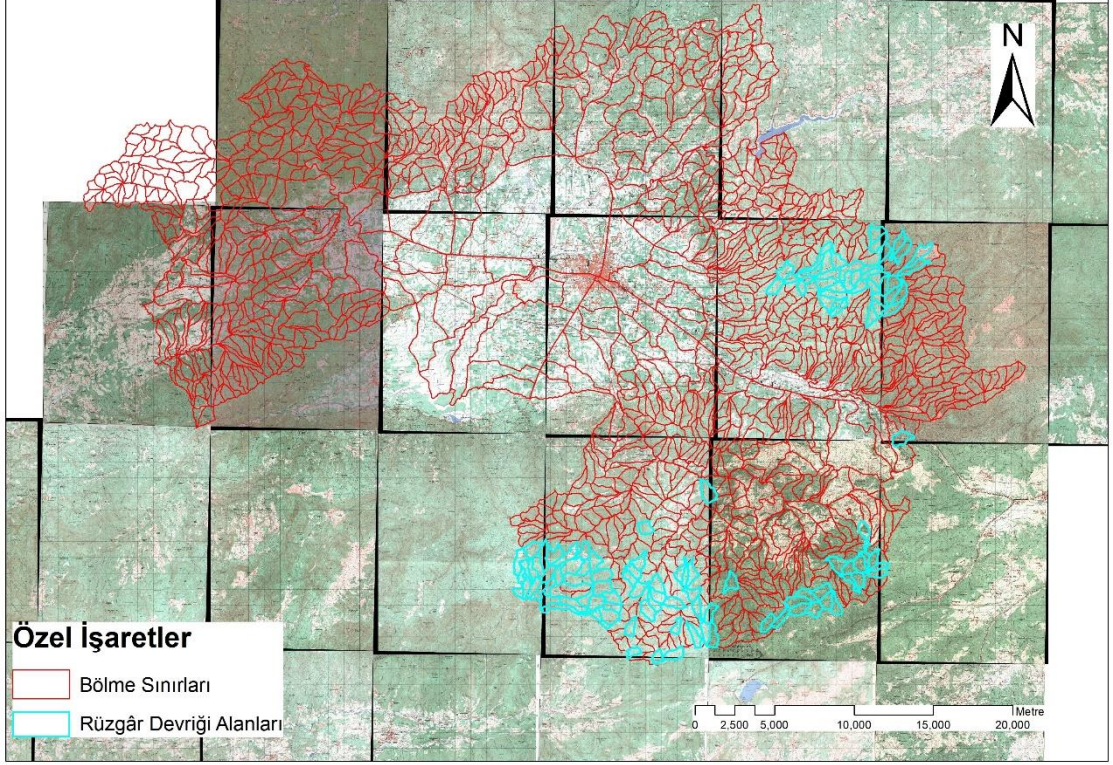 N
Özel İşaretler
Bölme Sınırları
Rüzgâr Devriği Alanları
Metre
0 2,500 5,000 10,000 15,000 20,000